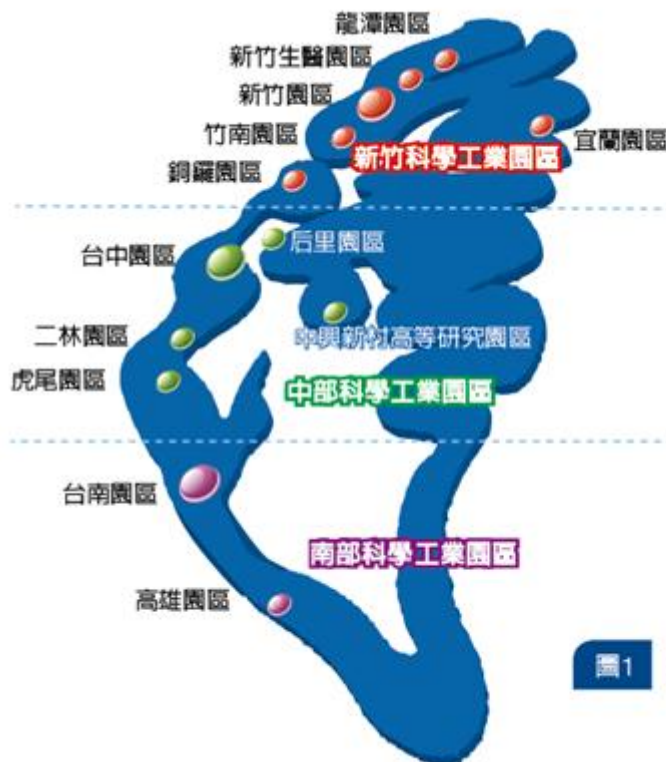 龍潭園區
新竹生醫園區
新竹園區
竹南園區
宜蘭園區
新竹科學工業園區
銅鑼園區
后里園區
台中園區
二林園區
中興新村高等研究園區
虎尾園區
中部科學工業園區
台南園區
南部科學工業園區
高雄園區
圖1